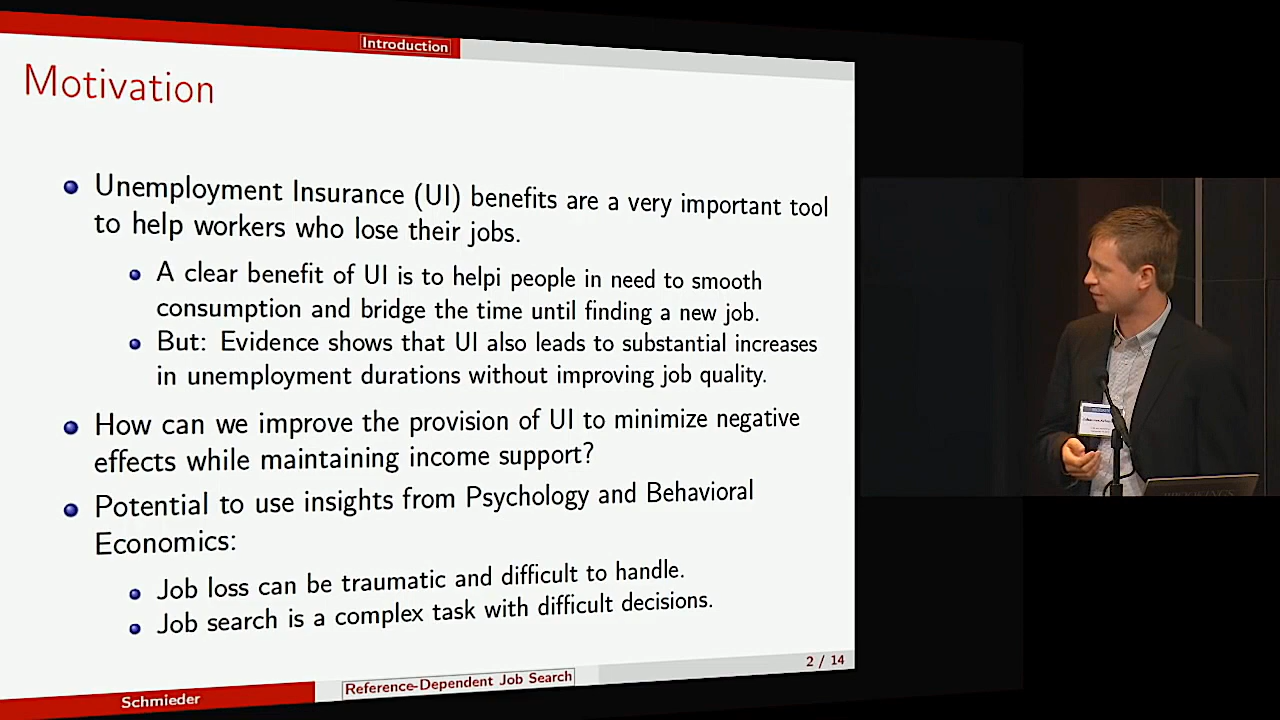 Introduction
Motivation
Unemployment Insurance (UI) benefits are a very important tool
to help workers who lose their jobs.
A clear benefit of UI is to helpi people in need to smooth
consumption and bridge the time until finding a new job.
But: Evidence shows that UI also leads to substantial increases
in unemployment durations without improving job quality.
How can we improve the provision of UI to minimize negative
effects while maintaining income support?
Potential to use insights from Psychology and Behavioral
Economics:
Job loss can be traumatic and difficult to handle.
Job search is a complex task with difficult decisions.
2 / 14
Schmieder
Reference-Dependent Job Search